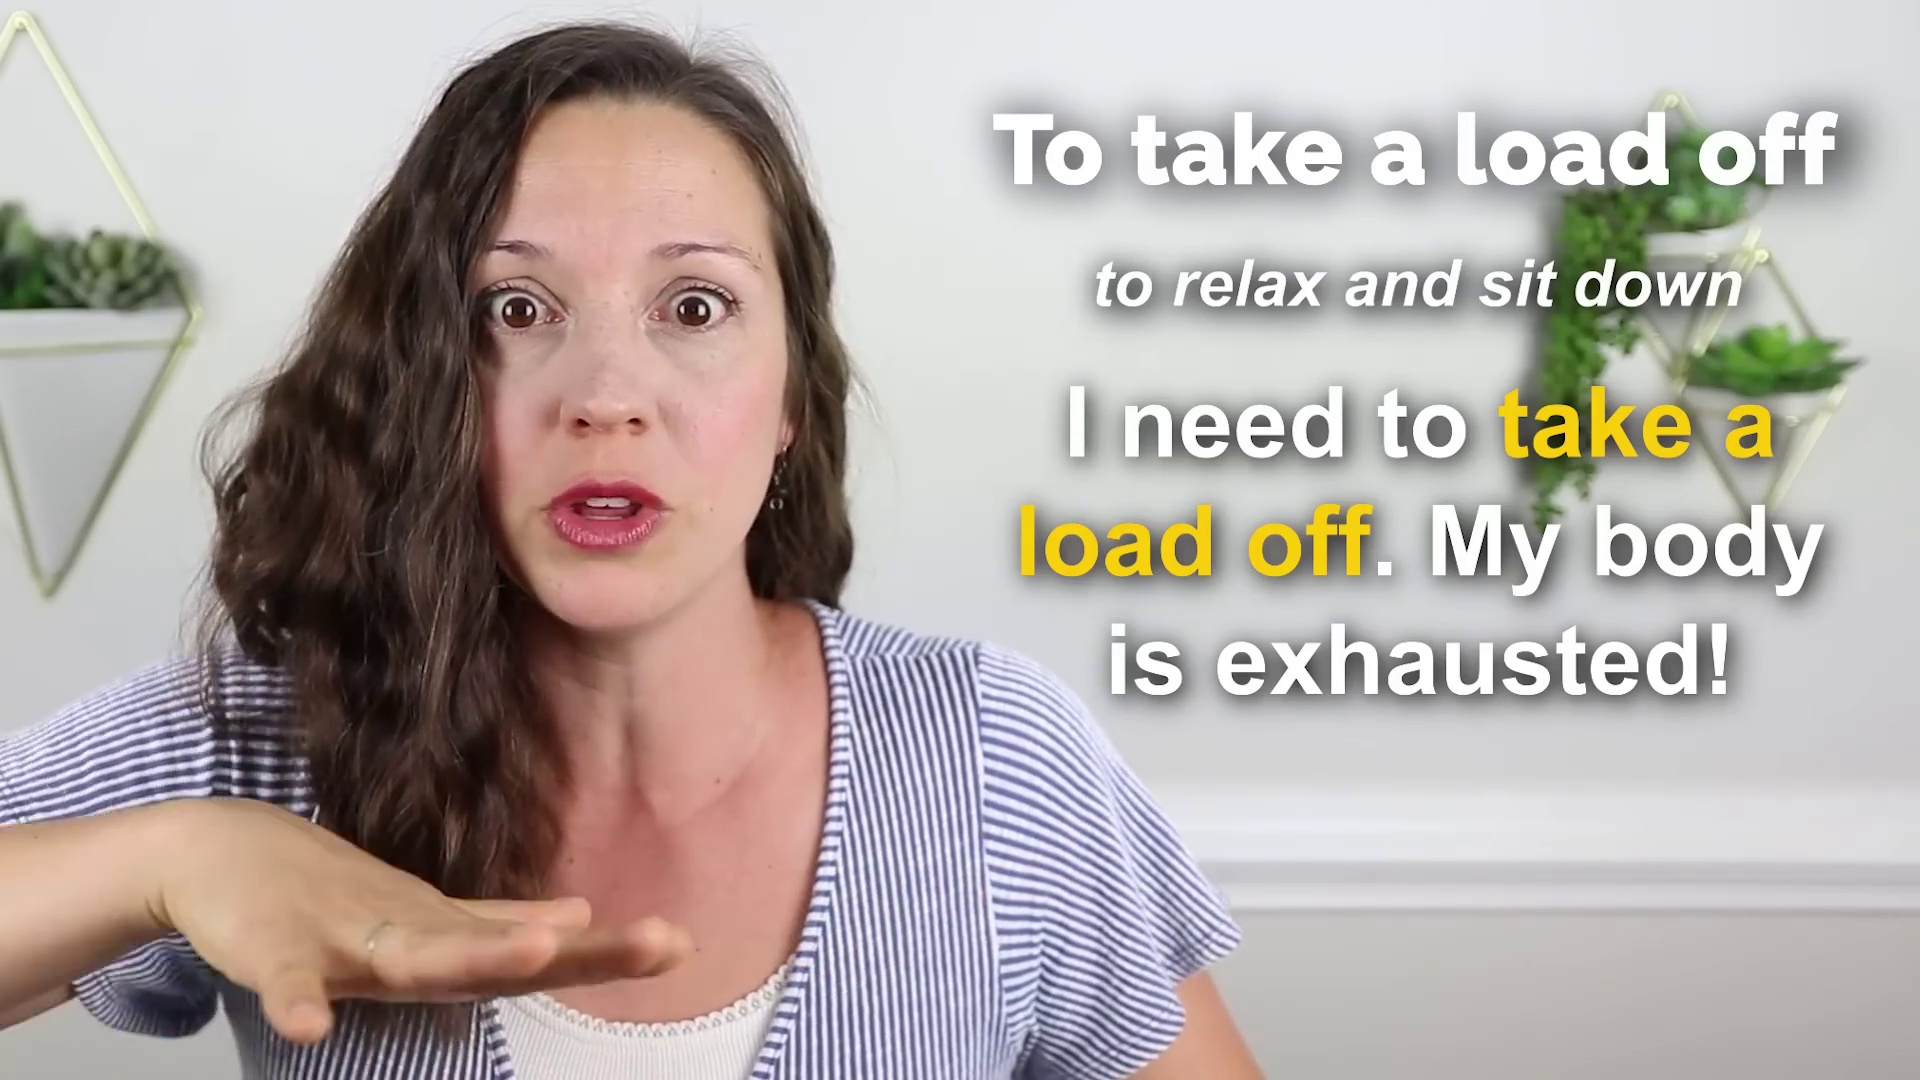 To take a load off
to relax and sit down
I need to take a
load off. My body
is exhausted!